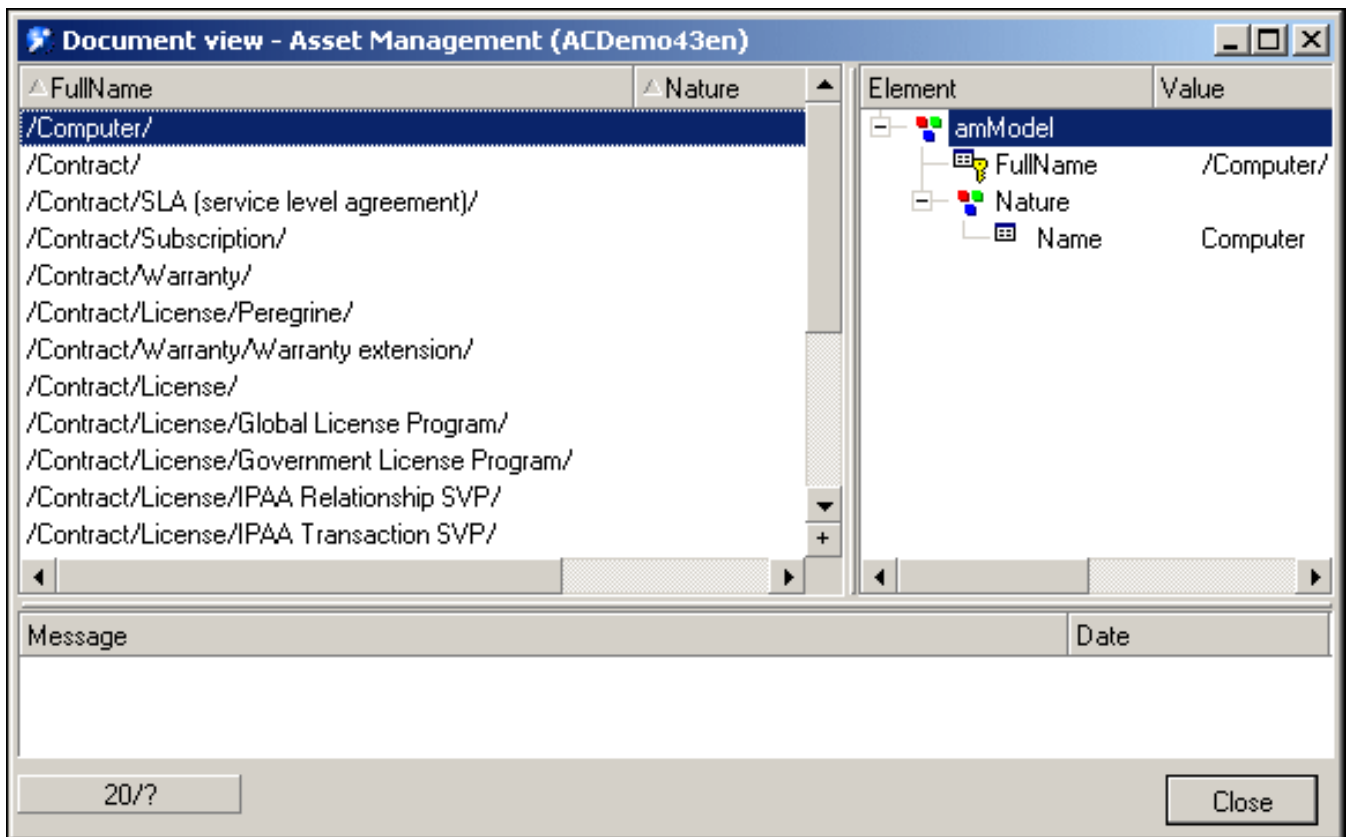 Document view - Asset Management (ACDemo43en)
FullName Nature
/Computer/
/Contract/
/Contract/SLA (service level agreement)/
/Contract/Subscription/
/Contract/Warranty/
/Contract/License/Peregrine/
/Contract/Warranty/Warranty extension/
/Contract/License/
/Contract/License/Global License Program/
/Contract/License/Government License Program/
/Contract/License/IPAA Relationship SVP/
/Contract/License/IPAA Transaction SVP/
Element Value
amModel
FullName /Computer/
Nature
Name Computer
Message Date
20/?
Close